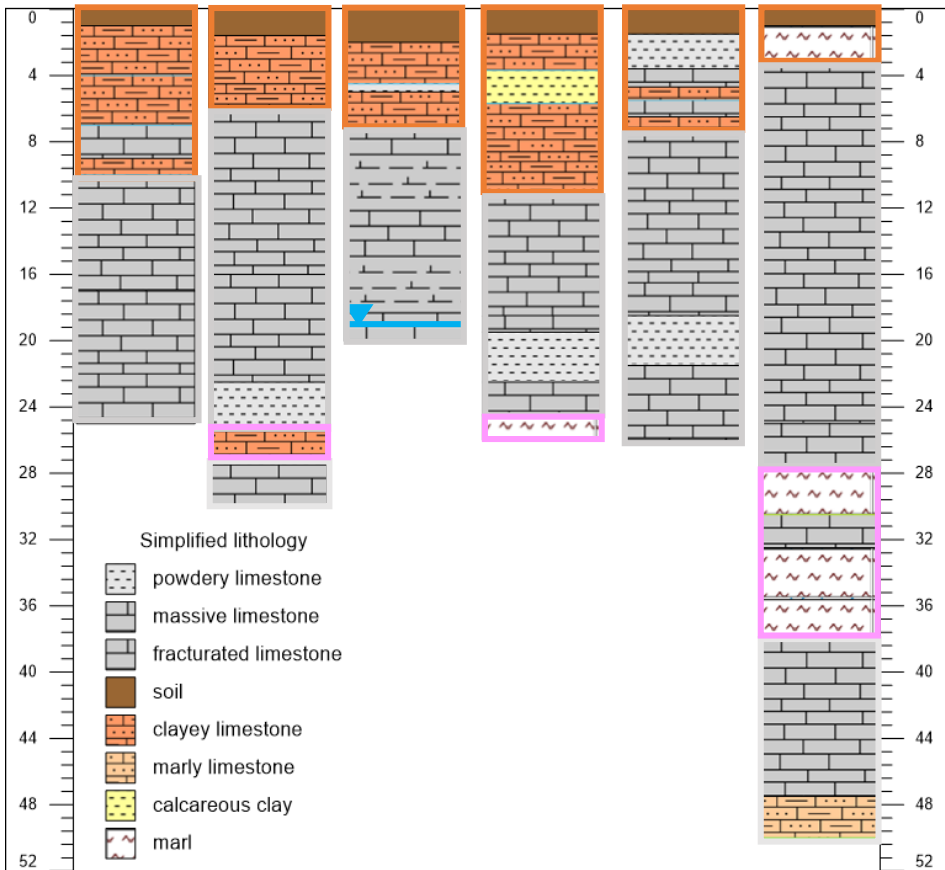 0 0
4 4
8 8
12 12
16 16
20 20
24 24
28 28
32 32
36 36
40 40
44 44
48 48
52 52
Simplified lithology
powdery limestone
massive limestone
fracturated limestone
soil
clayey limestone
marly limestone
calcareous clay
marl